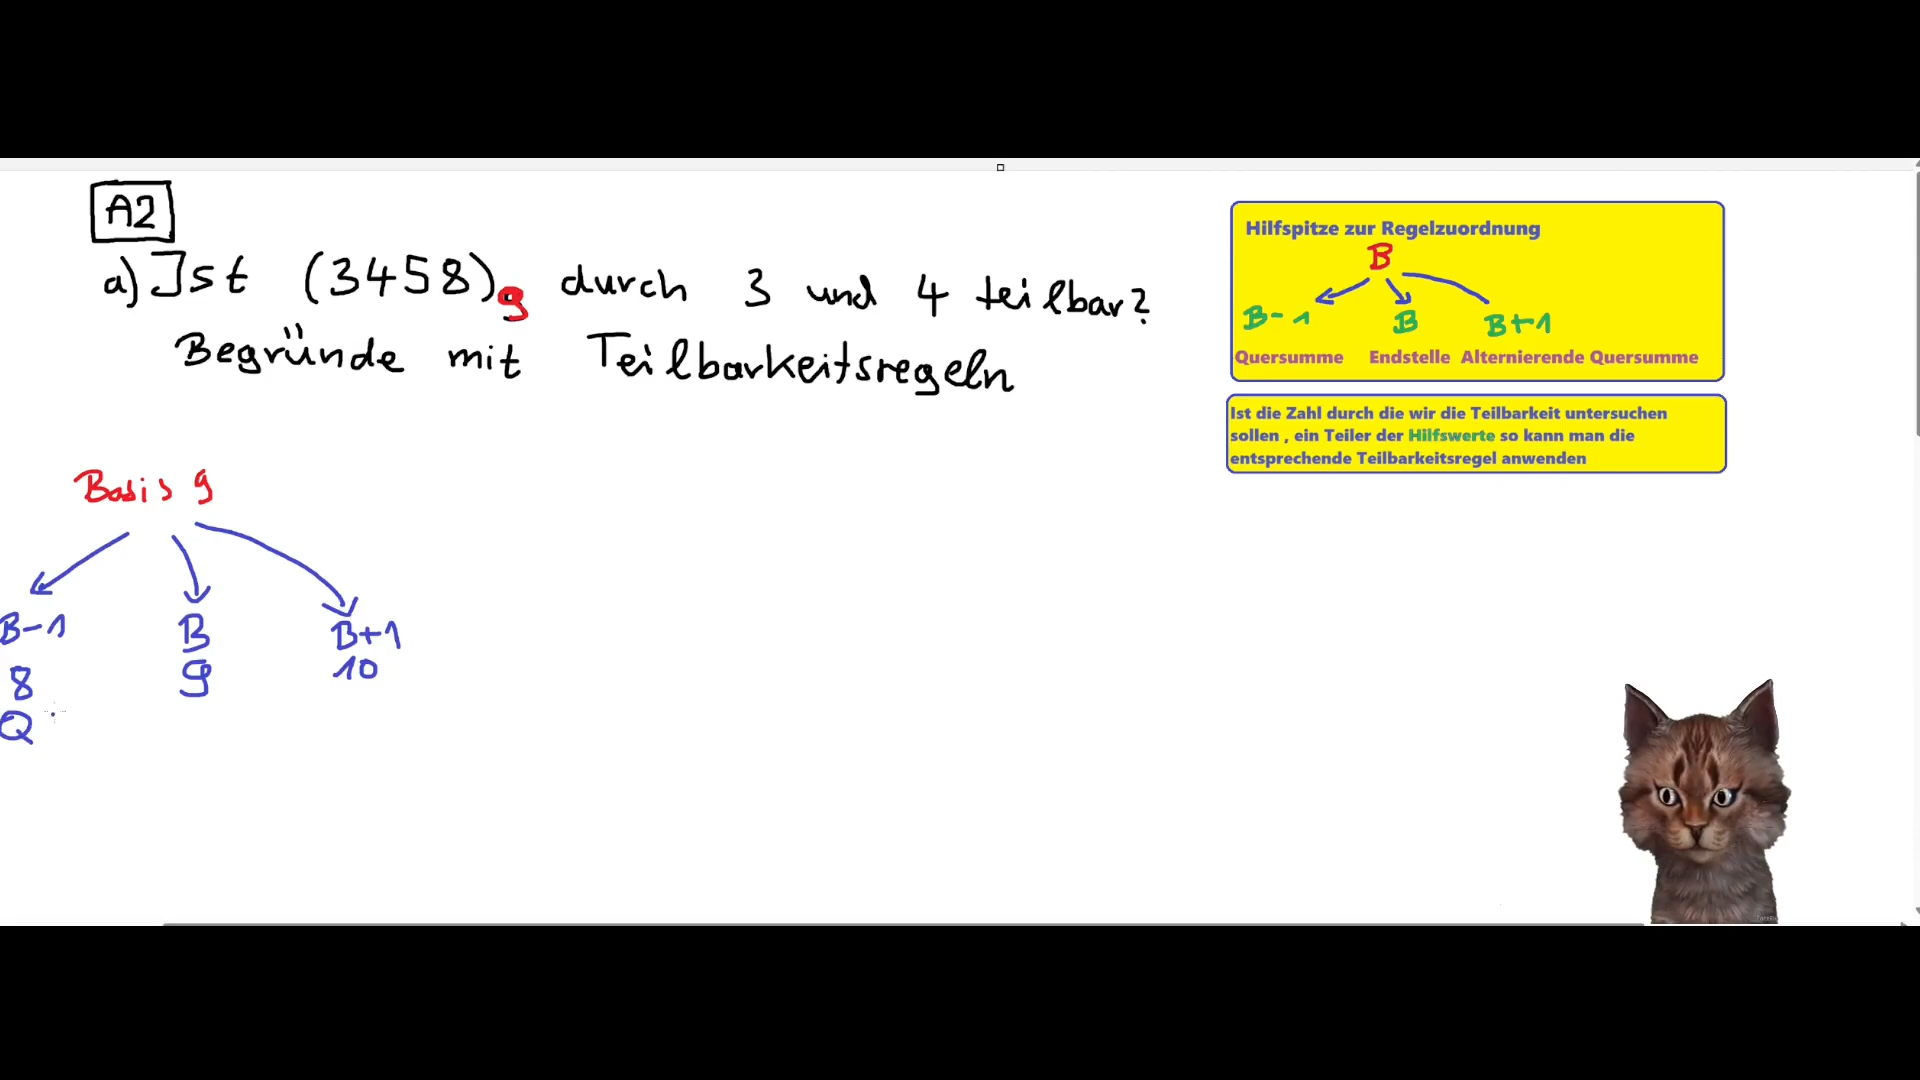 A2
a) Ist (3458)9 durch 3 und 4 teilbar?
Begründe mit Teilbarkeitsregeln
Hilfspitze zur Regelzuordnung
B
B-1 B B+1
Quersumme Endstelle Alternierende Quersumme
Ist die Zahl durch die wir die Teilbarkeit untersuchen
sollen , ein Teiler der Hilfswerte so kann man die
entsprechende Teilbarkeitsregel anwenden
Basis 9
B-1 B B+1
8 9 10
Q